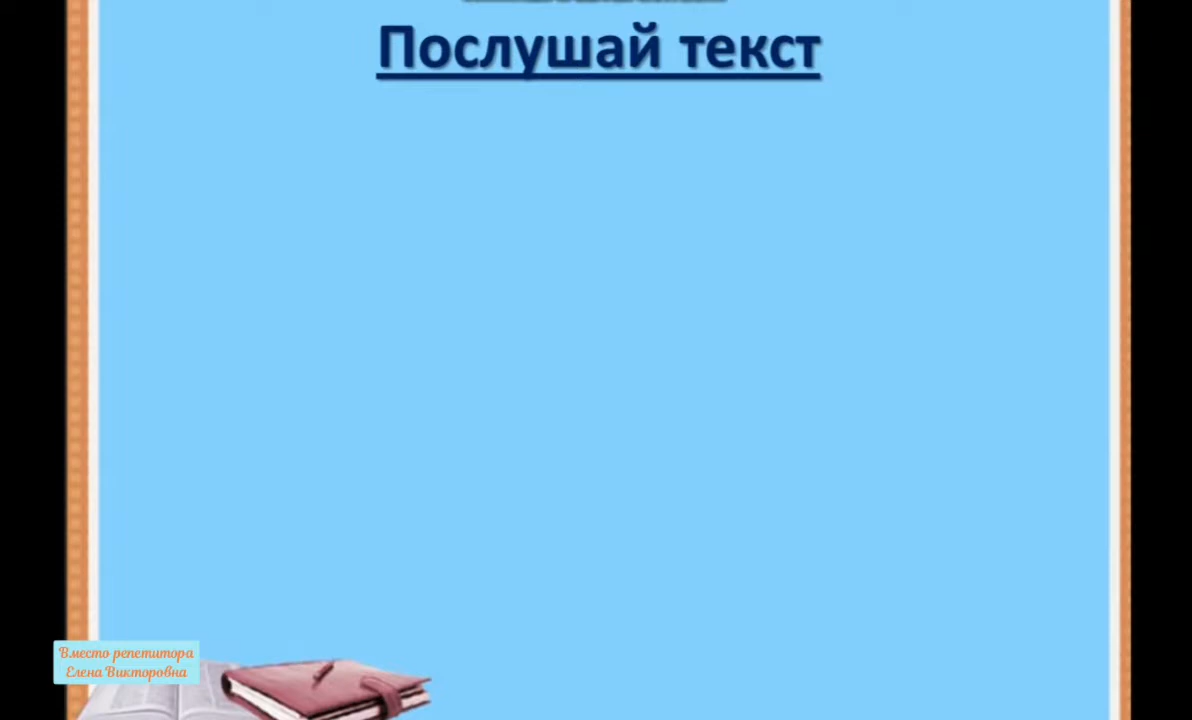 Послушай текст
Вместо репетитора
Елена Викторовна